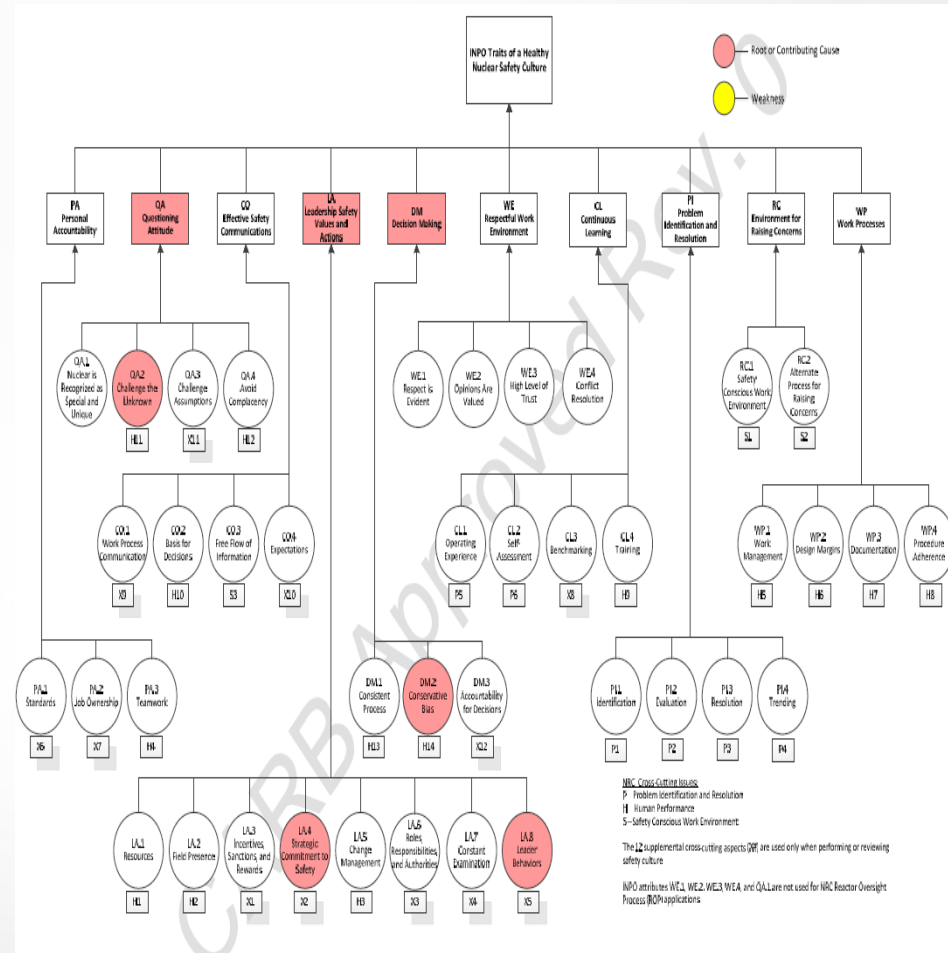 INPO Traits of a Healthy
Nuclear Safety Culture
Root or Contributing Cause
Weakness
PA
Personal
Accountability
QA
Questioning
Attitude
CO
Effective Safety
Communications
LA
Leadership Safety
Values and
Actions
DM
Decision Making
WE
Respectful Work
Environment
CL
Continuous
Learning
PI
Problem
Identification and
Resolution
RC
Environment for
Raising Concerns
WP
Work Processes
QA.1
Nuclear is
Recognized as
Special and
Unique
QA.2
Challenge the
Unknown
H11
QA.3
Challenge
Assumptions
X11
QA.4
Avoid
Complacency
H12
WE.1
Respect is
Evident
WE.2
Opinions Are
Valued
WE.3
High Level of
Trust
WE.4
Conflict
Resolution
RC.1
Safety
Conscious Work
Environment
S1
RC.2
Alternate
Process for
Raising
Concerns
S2
CO.1
Work Process
Communication
CO.2
Basis for
Decisions
H10
CO.3
Free Flow of
Information
S3
CO.4
Expectations
X10
CL.1
Operating
Experience
P5
CL.2
Self-
Assessment
P6
CL.3
Benchmarking
X8
CL.4
Training
H9
WP.1
Work
Management
H5
WP.2
Design Margins
H6
WP.3
Documentation
H7
WP.4
Procedure
Adherence
H8
PA.1
Standards
X6
PA.2
Job Ownership
X7
PA.3
Teamwork
H4
DM.1
Consistent
Process
H13
DM.2
Conservative
Bias
H14
DM.3
Accountability
for Decisions
X12
PI.1
Identification
P1
PI.2
Evaluation
P2
PI.3
Resolution
P3
PI.4
Trending
P4
LA.1
Resources
H1
LA.2
Field Presence
H2
LA.3
Incentives,
Sanctions, and
Rewards
X1
LA.4
Strategic
Commitment to
Safety
X2
LA.5
Change
Management
H3
LA.6
Roles,
Responsibilities,
and Authorities
X3
LA.7
Constant
Examination
X4
LA.8
Leader
Behaviors
X5
NRC Cross-Cutting Issues:
P Problem Identification and Resolution
H Human Performance
S—Safety Conscious Work Environment
The 12 supplemental cross-cutting aspects (X#) are used only when performing or reviewing
safety culture
INPO attributes WE.1, WE.2, WE.3, WE.4, and QA.1 are not used for NRC Reactor Oversight
Process (ROP) applications
Approved Rev. 0